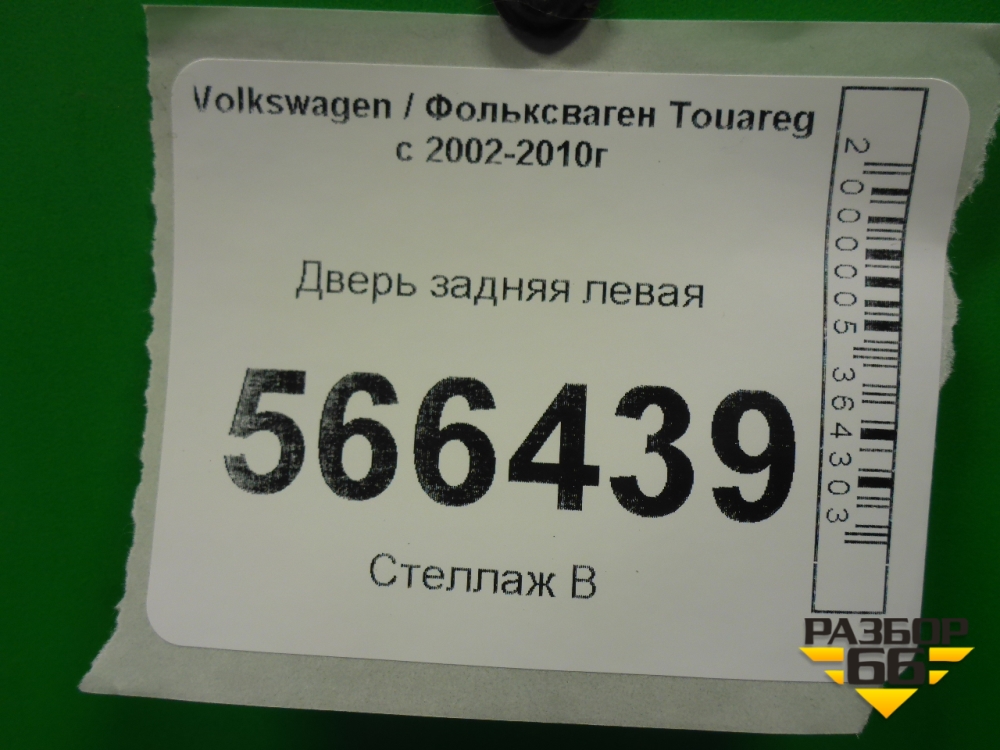 Volkswagen / Фольксваген Touareg
с 2002-2010г
Дверь задняя левая
566439
Стеллаж В
2000005364303
РАЗБОР
66